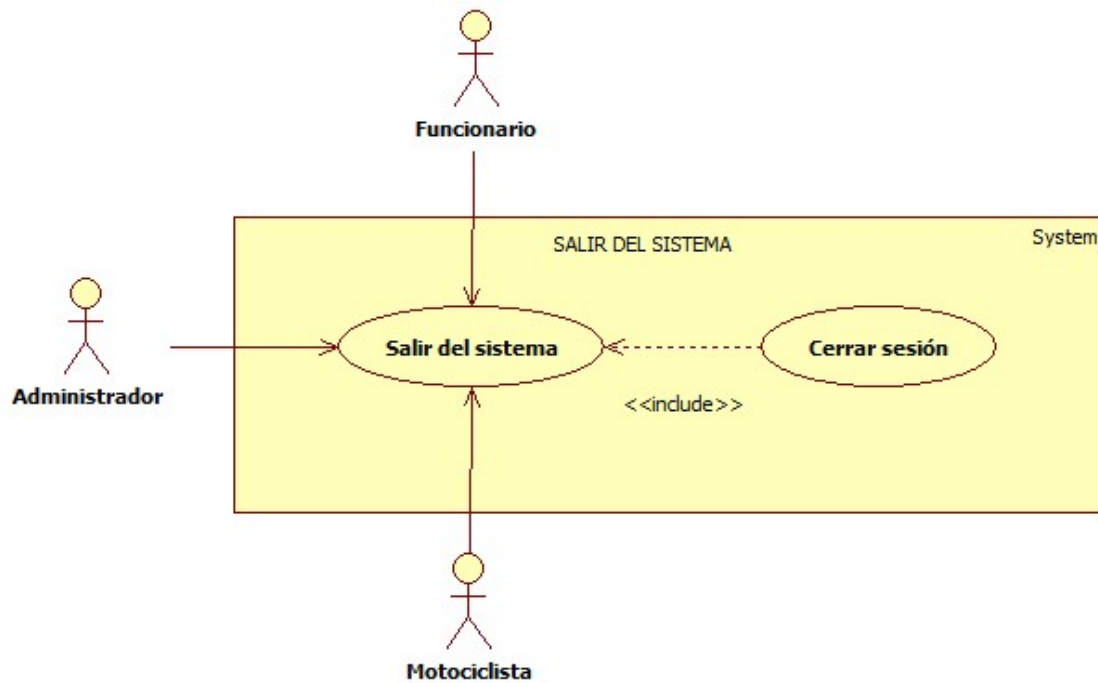 Funcionario
SALIR DEL SISTEMA
System
Administrador
Salir del sistema
Cerrar sesión
<<include>>
Motociclista